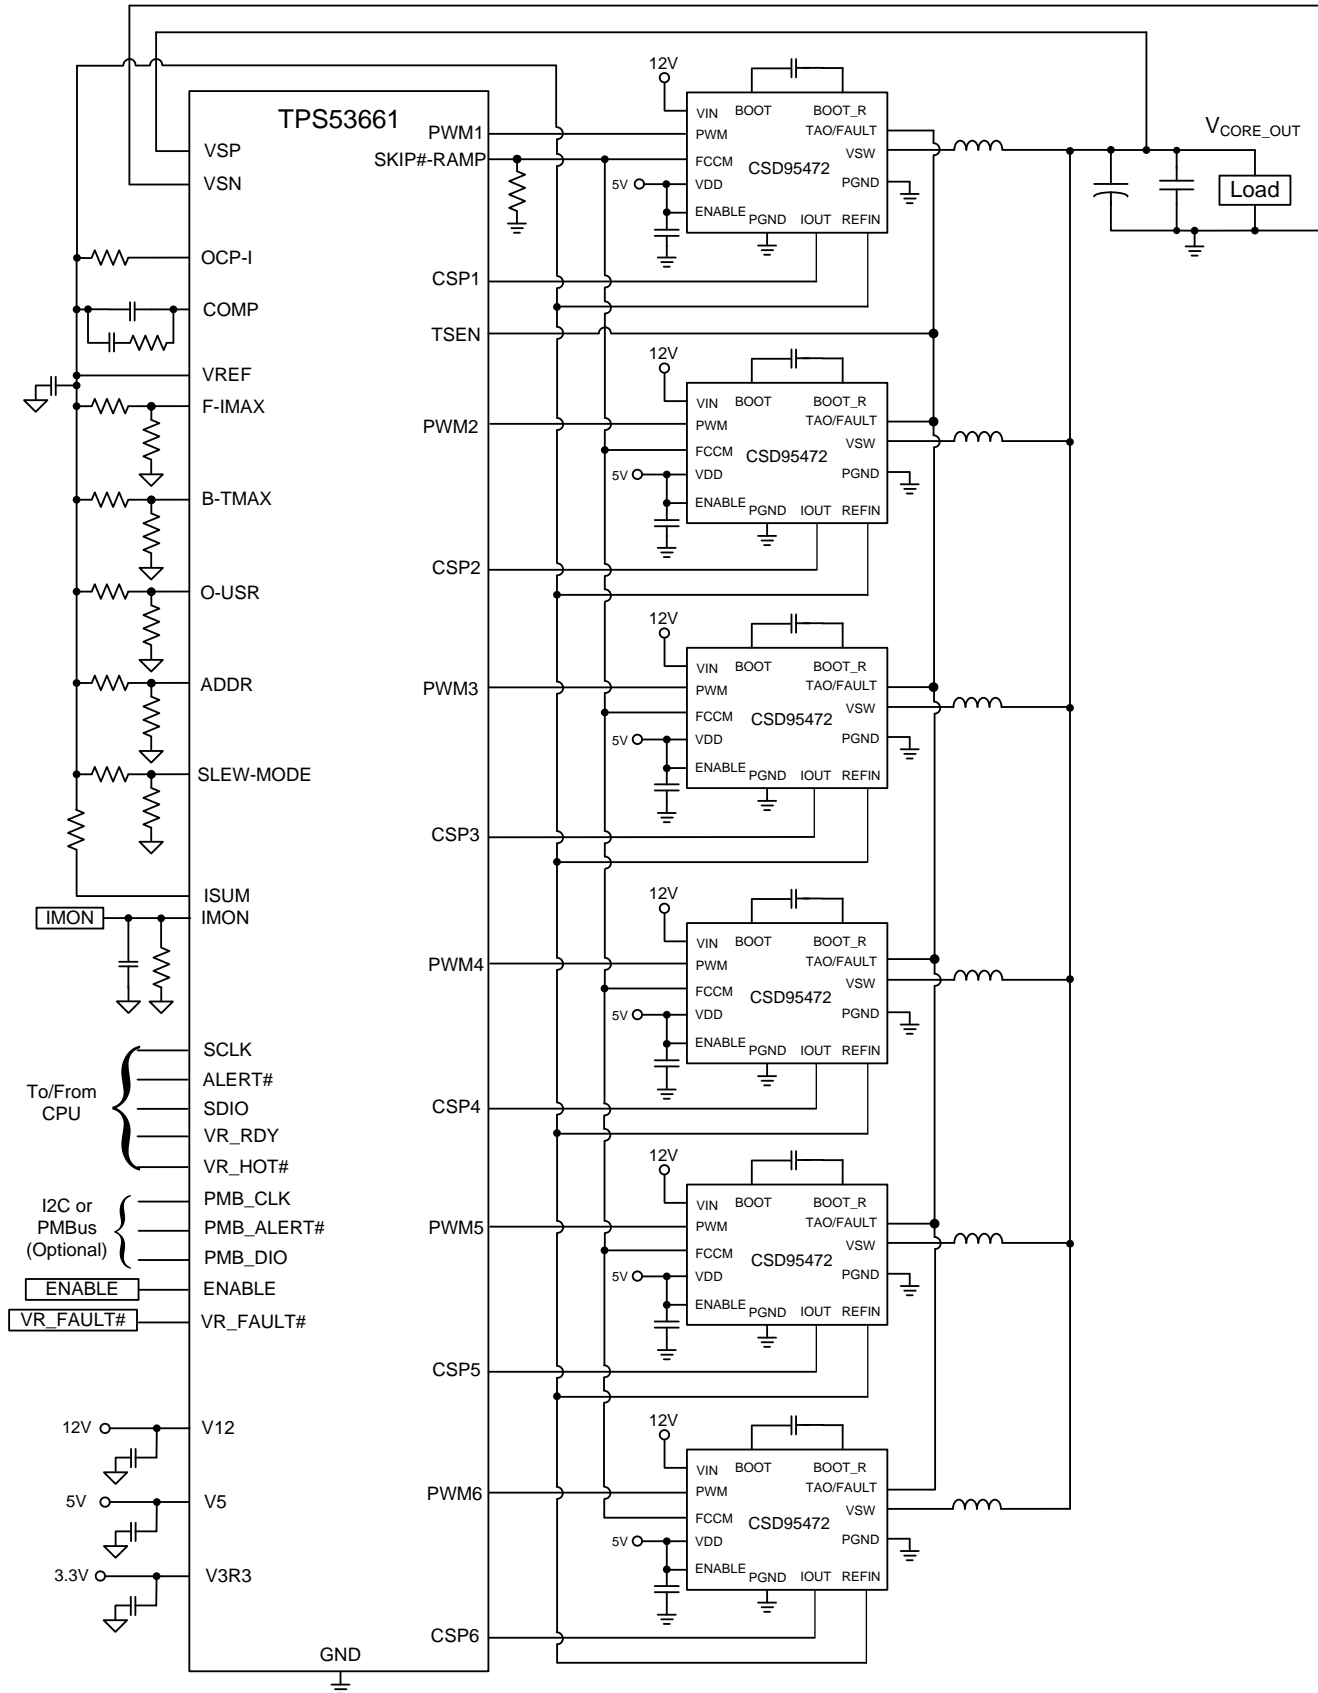 TPS53661
VSP
VSN
OCP-I
COMP
VREF
F-IMAX
B-TMAX
O-USR
ADDR
SLEW-MODE
ISUM
IMON
IMON
To/From
CPU
SCLK
ALERT#
SDIO
VR_RDY
VR_HOT#
I2C or
PMBus
(Optional)
PMB_CLK
PMB_ALERT#
PMB_DIO
ENABLE
ENABLE
VR_FAULT#
VR_FAULT#
12V
V12
5V
V5
3.3V
V3R3
GND
PWM1
SKIP#-RAMP
CSP1
TSEN
PWM2
CSP2
PWM3
CSP3
PWM4
CSP4
PWM5
CSP5
PWM6
CSP6
12V
VIN
BOOT
BOOT_R
TAO/FAULT
PWM
VSW
FCCM
CSD95472
5V
VDD
PGND
ENABLE
PGND
IOUT
REFIN
12V
VIN
BOOT
BOOT_R
TAO/FAULT
PWM
VSW
FCCM
CSD95472
5V
VDD
PGND
ENABLE
PGND
IOUT
REFIN
12V
VIN
BOOT
BOOT_R
TAO/FAULT
PWM
VSW
FCCM
CSD95472
5V
VDD
PGND
ENABLE
PGND
IOUT
REFIN
12V
VIN
BOOT
BOOT_R
TAO/FAULT
PWM
VSW
FCCM
CSD95472
5V
VDD
PGND
ENABLE
PGND
IOUT
REFIN
12V
VIN
BOOT
BOOT_R
TAO/FAULT
PWM
VSW
FCCM
CSD95472
5V
VDD
PGND
ENABLE
PGND
IOUT
REFIN
12V
VIN
BOOT
BOOT_R
TAO/FAULT
PWM
VSW
FCCM
CSD95472
5V
VDD
PGND
ENABLE
PGND
IOUT
REFIN
VCORE_OUT
Load